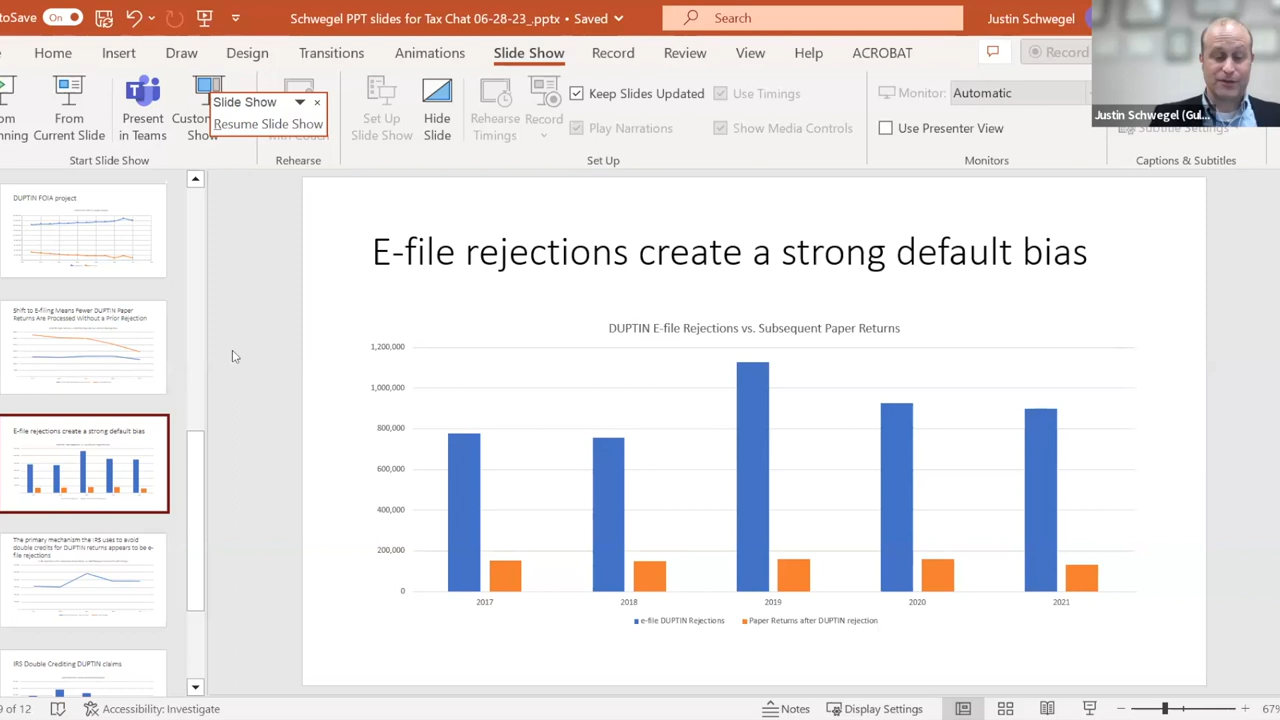 AutoSave On Schwegel PPT slides for Tax Chat 06-28-23_.pptx • Saved Search Justin Schwegel
Home Insert Draw Design Transitions Animations Slide Show Record Review View Help ACROBAT Record
From Current Slide
Present in Teams
Custom Show
Slide Show
Resume Slide Show
Set Up Slide Show
Hide Slide
Rehearse Timings
Record
Keep Slides Updated
Play Narrations
Use Timings
Show Media Controls
Monitor: Automatic
Use Presenter View
Subtitle Settings
Justin Schwegel (Gul...
Start Slide Show Rehearse Set Up Monitors Captions & Subtitles
DUPTIN FOIA project
Shift to E-filing Means Fewer DUPTIN Paper
Returns Are Processed Without a Prior Rejection
E-file rejections create a strong default bias
The primary mechanism the IRS uses to avoid
double credits for DUPTIN returns appears to be e-
file rejections
IRS Double Crediting DUPTIN claims
E-file rejections create a strong default bias
DUPTIN E-file Rejections vs. Subsequent Paper Returns
1,200,000
1,000,000
800,000
600,000
400,000
200,000
0
2017 2018 2019 2020 2021
e-file DUPTIN Rejections Paper Returns after DUPTIN rejection
9 of 12 Accessibility: Investigate Notes Display Settings 67%